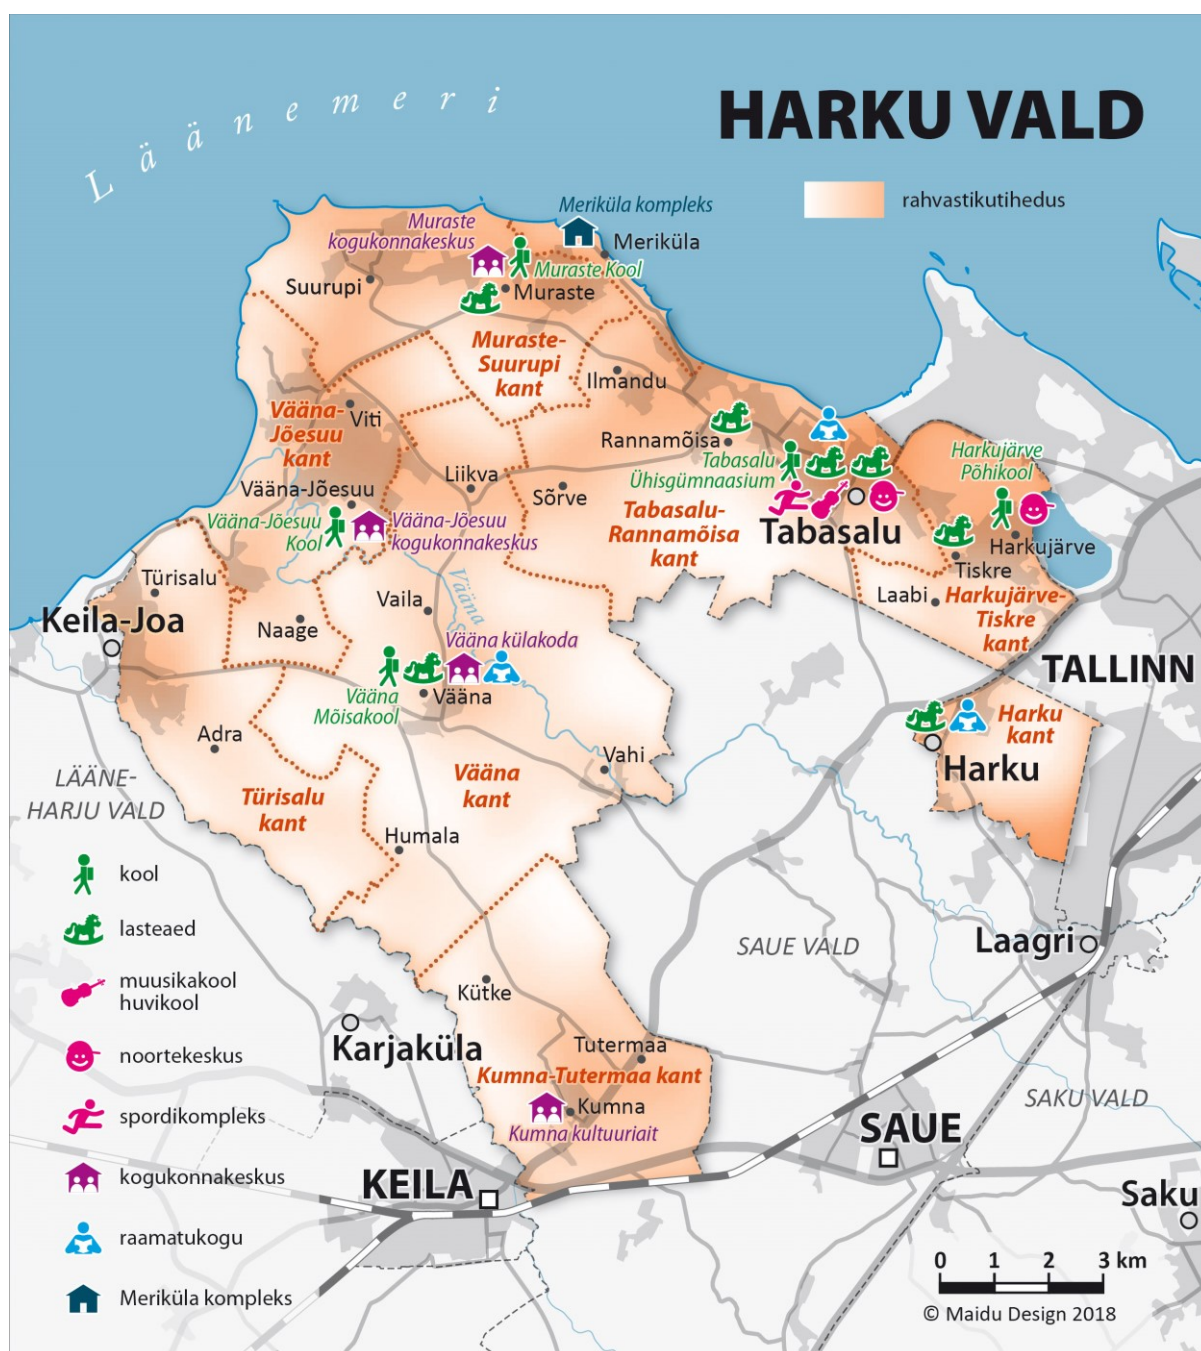 HARKU VALD
Läänemeri
rahvastikutihedus
Meriküla kompleks
Muraste
kogukonnakeskus
Meriküla
Muraste Kool
Suurupi
Muraste
Muraste-
Suurupi
kant
Ilmandu
Vääna-
Jõesuu
kant
Viti
Rannamõisa
Tabasalu
Ühisgümnaasium
Harkujärve
Põhikool
Liikva
Sõrve
Vääna-Jõesuu
Vääna-Jõesuu
Kool
Vääna-Jõesuu
kogukonnakeskus
Tabasalu-
Rannamõisa
kant
Tabasalu
Harkujärve
Tiskre
Laabi
Harkujärve-
Tiskre
kant
Türisalu
Vaila
Vääna
Keila-Joa
Naage
Vääna külakoda
TALLINN
Vääna
Mõisakool
Vääna
Harku
kant
Harku
Adra
Vahi
LÄÄNE-
HARJU VALD
Türisalu
kant
Vääna
kant
Humala
SAUE VALD
Laagri
Kütke
Karjaküla
Tutermaa
Kumna-Tutermaa kant
Kumna
Kumna kultuuriait
SAKU VALD
SAUE
KEILA
Saku
kool
lasteaed
muusikakool
huvikool
noortekeskus
spordikompleks
kogukonnakeskus
raamatukogu
Meriküla kompleks
0 1 2 3 km
© Maidu Design 2018